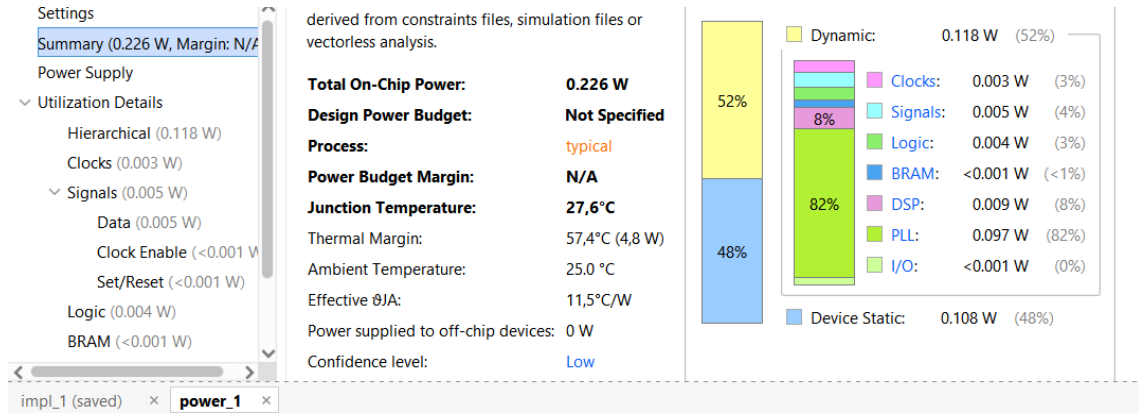 Settings
Summary (0.226 W, Margin: N/A
Power Supply
Utilization Details
Hierarchical (0.118 W)
Clocks (0.003 W)
Signals (0.005 W)
Data (0.005 W)
Clock Enable (<0.001 W
Set/Reset (<0.001 W)
Logic (0.004 W)
BRAM (<0.001 W)
derived from constraints files, simulation files or
vectorless analysis.
Total On-Chip Power: 0.226 W
Design Power Budget: Not Specified
Process: typical
Power Budget Margin: N/A
Junction Temperature: 27,6°C
Thermal Margin: 57,4°C (4,8 W)
Ambient Temperature: 25.0 °C
Effective ϑJA: 11,5°C/W
Power supplied to off-chip devices: 0 W
Confidence level: Low
52%
48%
Dynamic: 0.118 W (52%)
8%
82%
Clocks: 0.003 W (3%)
Signals: 0.005 W (4%)
Logic: 0.004 W (3%)
BRAM: <0.001 W (<1%)
DSP: 0.009 W (8%)
PLL: 0.097 W (82%)
I/O: <0.001 W (0%)
Device Static: 0.108 W (48%)
impl_1 (saved) × power_1 ×